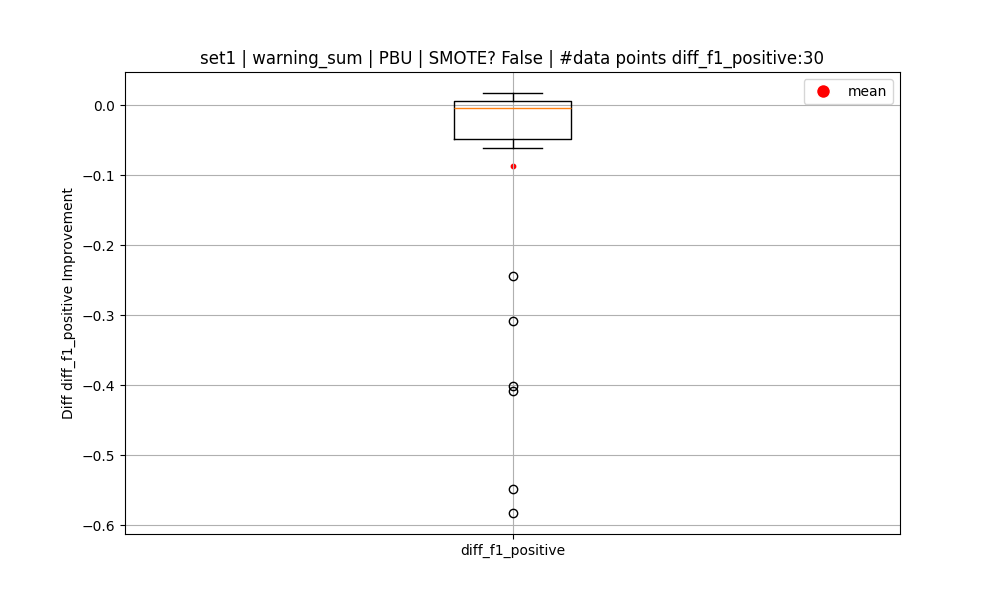 set1 | warning_sum | PBU | SMOTE? False | #data points diff_f1_positive:30
mean
0.0
−0.1
−0.2
−0.3
−0.4
−0.5
−0.6
Diff diff_f1_positive Improvement
diff_f1_positive